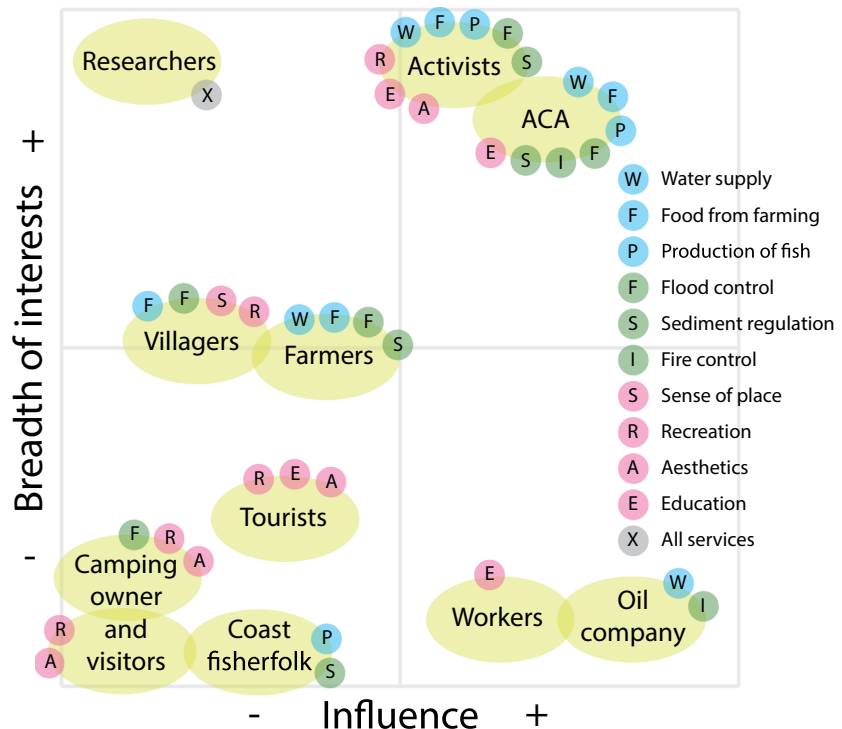 W F P F
Researchers
R Activists S
X
E A
W F
ACA
P
E S I F
W Water supply
F Food from farming
P Production of fish
F Flood control
S Sediment regulation
I Fire control
S Sense of place
R Recreation
A Aesthetics
E Education
X All services
F F S R
Villagers
W F F S
Farmers
R E A
Tourists
F R A
Camping
owner
and
visitors
R
A
Coast
fisherfolk
P
S
E
Workers
W
I
Oil
company
- Breadth of interests +
- Influence +